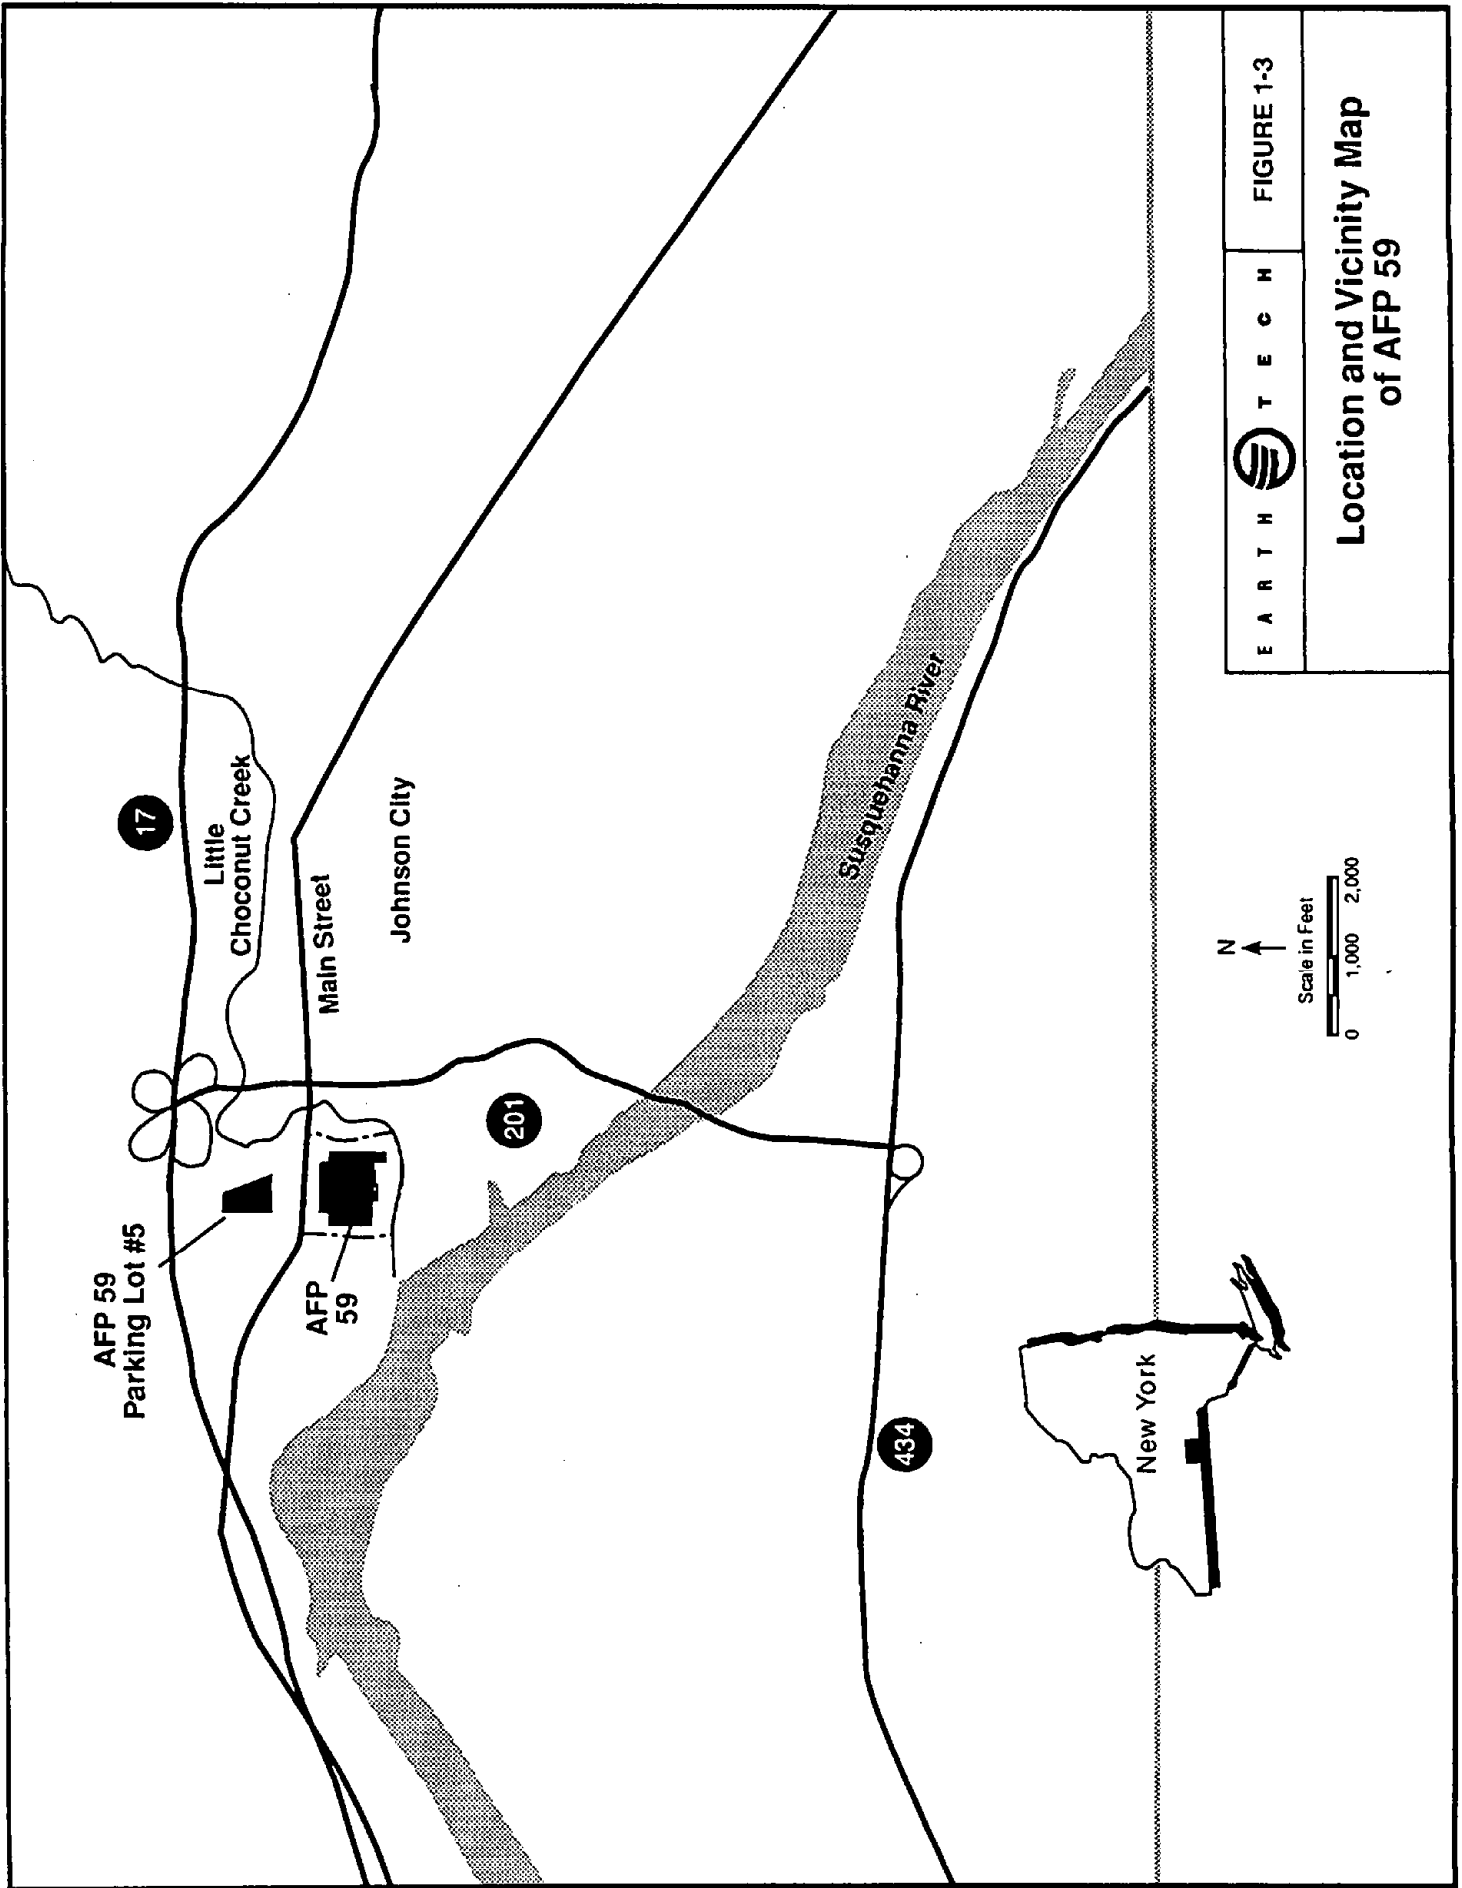 17
Little
Choconut Creek
Main Street
Johnson City
AFP 59
Parking Lot #5
AFP
59
201
Susquehanna River
434
New York
N
Scale in Feet
0 1,000 2,000
EARTH TECH
FIGURE 1-3
Location and Vicinity Map
of AFP 59